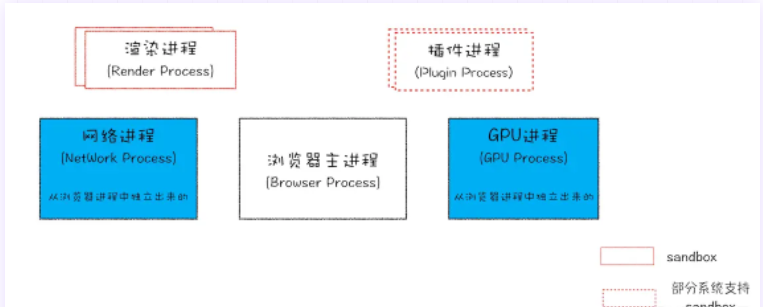 渲染进程
(Render Process)
插件进程
(Plugin Process)
网络进程
(NetWork Process)
从浏览器进程中独立出来的
浏览器主进程
(Browser Process)
GPU进程
(GPU Process)
从浏览器进程中独立出来的
sandbox
部分系统支持
sandbox